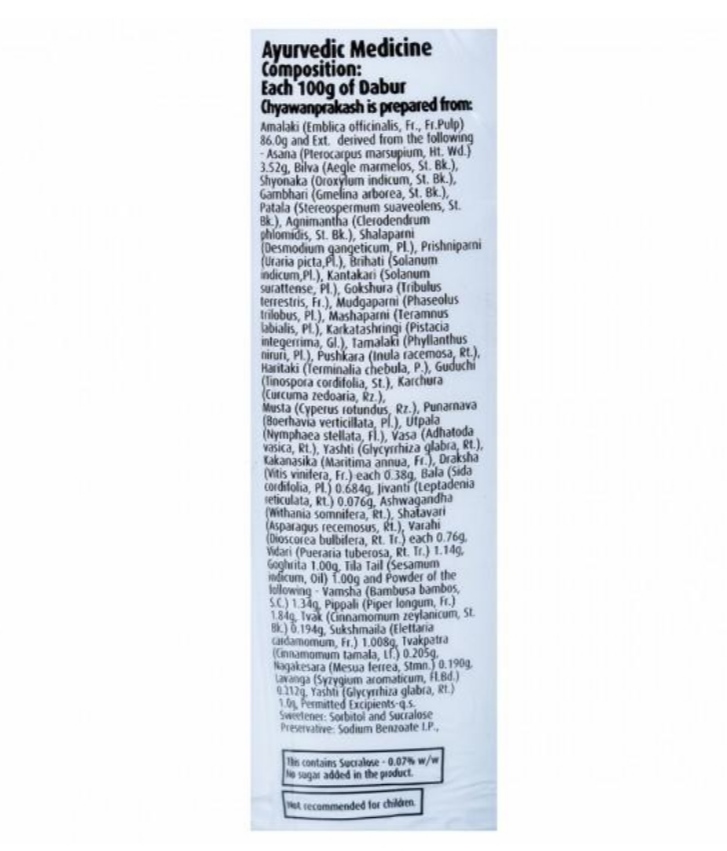 Ayurvedic Medicine
Composition:
Each 100g of Dabur
Chyawanprakash is prepared from:
Amalaki (Emblica officinalis, Fr., Fr.Pulp)
86.0g and Ext. derived from the following
- Asana (Pterocarpus marsupium, Ht. Wd.)
3.52g, Bilva (Aegle marmelos, St. Bk.),
Shyonaka (Oroxylum indicum, St. Bk.),
Gambhari (Gmelina arborea, St. Bk.),
Patala (Stereospermum suaveolens, St.
Bk.), Agnimantha (Clerodendrum
phlomidis, St. Bk.), Shalaparni
(Desmodium gangeticum, Pl.), Prishniparni
(Uraria picta,Pl.), Brihati (Solanum
indicum,Pl.), Kantakari (Solanum
surattense, Pl.), Gokshura (Tribulus
terrestris, Fr.), Mudgaparni (Phaseolus
trilobus, Pl.), Mashaparni (Teramnus
labialis, Pl.), Karkatashringi (Pistacia
integerrima, Gl.), Tamalaki (Phyllanthus
niruri, Pl.), Pushkara (Inula racemosa, Rt.),
Haritaki (Terminalia chebula, P.), Guduchi
(Tinospora cordifolia, St.), Karchura
(Curcuma zedoaria, Rz.),
Musta (Cyperus rotundus, Rz.), Punarnava
(Boerhavia verticillata, Pl.), Utpala
(Nymphaea stellata, Fl.), Vasa (Adhatoda
vasica, Rt.), Yashti (Glycyrrhiza glabra, Rt.),
Kakanasika (Maritima annua, Fr.), Draksha
(Vitis vinifera, Fr.) each 0.38g, Bala (Sida
cordifolia, Pl.) 0.684g, Jivanti (Leptadenia
reticulata, Rt.) 0.076g, Ashwagandha
(Withania somnifera, Rt.), Shatavari
(Asparagus recemosus, Rt.), Varahi
(Dioscorea bulbifera, Rt. Tr.) each 0.76g,
Vidari (Pueraria tuberosa, Rt. Tr.) 1.14g,
Goghrita 1.00g, Tila Tail (Sesamum
indicum, Oil) 1.00g and Powder of the
following - Vamsha (Bambusa bambos,
S.C.) 1.34g, Pippali (Piper longum, Fr.)
1.84g, Tvak (Cinnamomum zeylanicum, St.
Bk.) 0.194g, Sukshmaila (Elettaria
cardamomum, Fr.) 1.008g, Tvakpatra
(Cinnamomum tamala, Lf.) 0.205g,
Nagakesara (Mesua ferrea, Stmn.) 0.190g,
Lavanga (Syzygium aromaticum, Fl.Bd.)
0.212g, Yashti (Glycyrrhiza glabra, Rt.)
1.0g, Permitted Excipients-q.s.
Sweetener: Sorbitol and Sucralose
Preservative: Sodium Benzoate I.P.,
This contains Sucralose - 0.07% w/w
No sugar added in the product.
Not recommended for children.